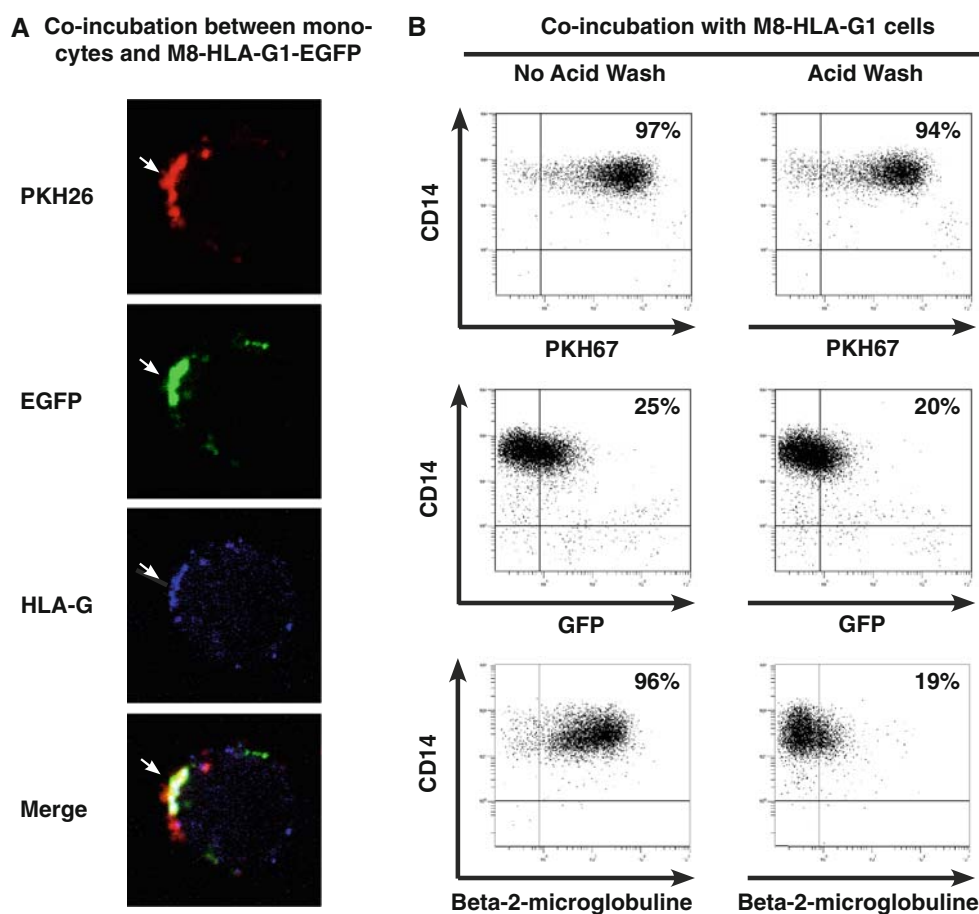 A Co-incubation between mono-
cytes and M8-HLA-G1-EGFP
PKH26
EGFP
HLA-G
Merge
B Co-incubation with M8-HLA-G1 cells
No Acid Wash
Acid Wash
97%
94%
CD14
PKH67
PKH67
25%
20%
CD14
GFP
GFP
96%
19%
CD14
Beta-2-microglobuline
Beta-2-microglobuline